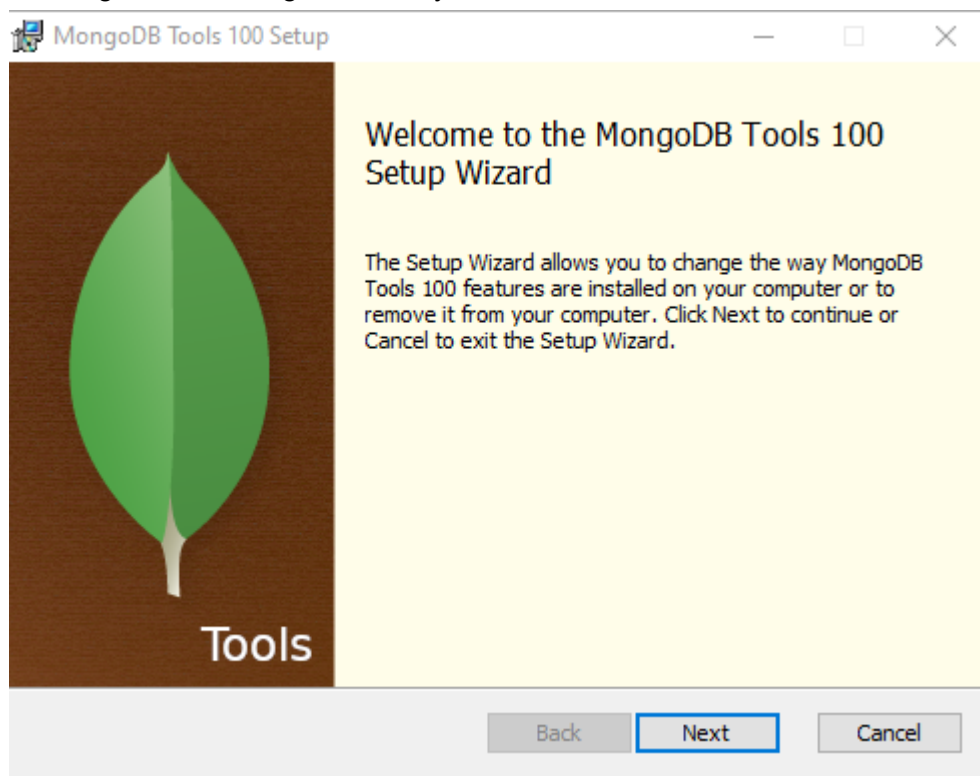 MongoDB Tools 100 Setup
Welcome to the MongoDB Tools 100
Setup Wizard
The Setup Wizard allows you to change the way MongoDB
Tools 100 features are installed on your computer or to
remove it from your computer. Click Next to continue or
Cancel to exit the Setup Wizard.
Tools
Back
Next
Cancel